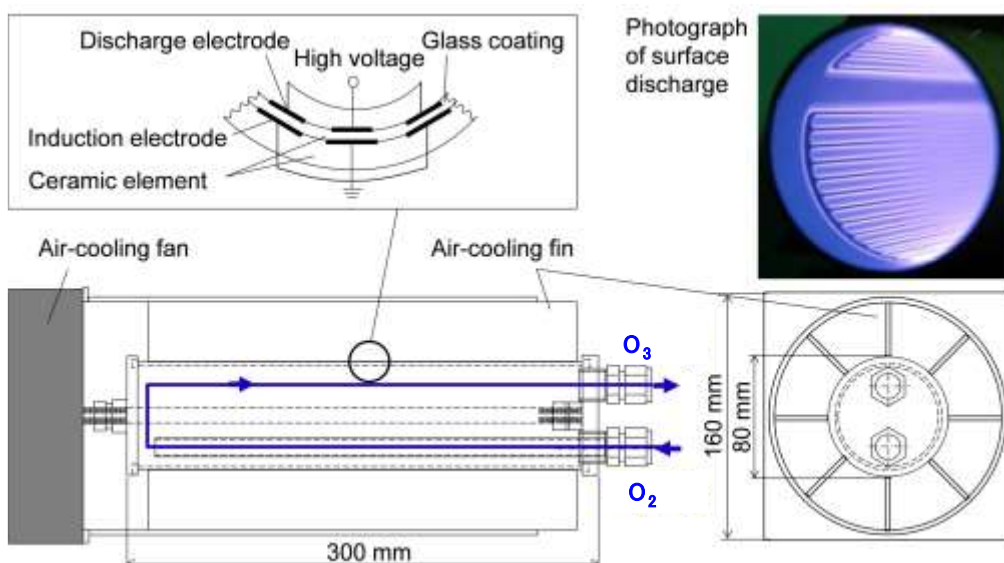 Discharge electrode
Glass coating
High voltage
Induction electrode
Ceramic element
Photograph
of surface
discharge
Air-cooling fan
Air-cooling fin
O₃
O₂
160 mm
80 mm
300 mm